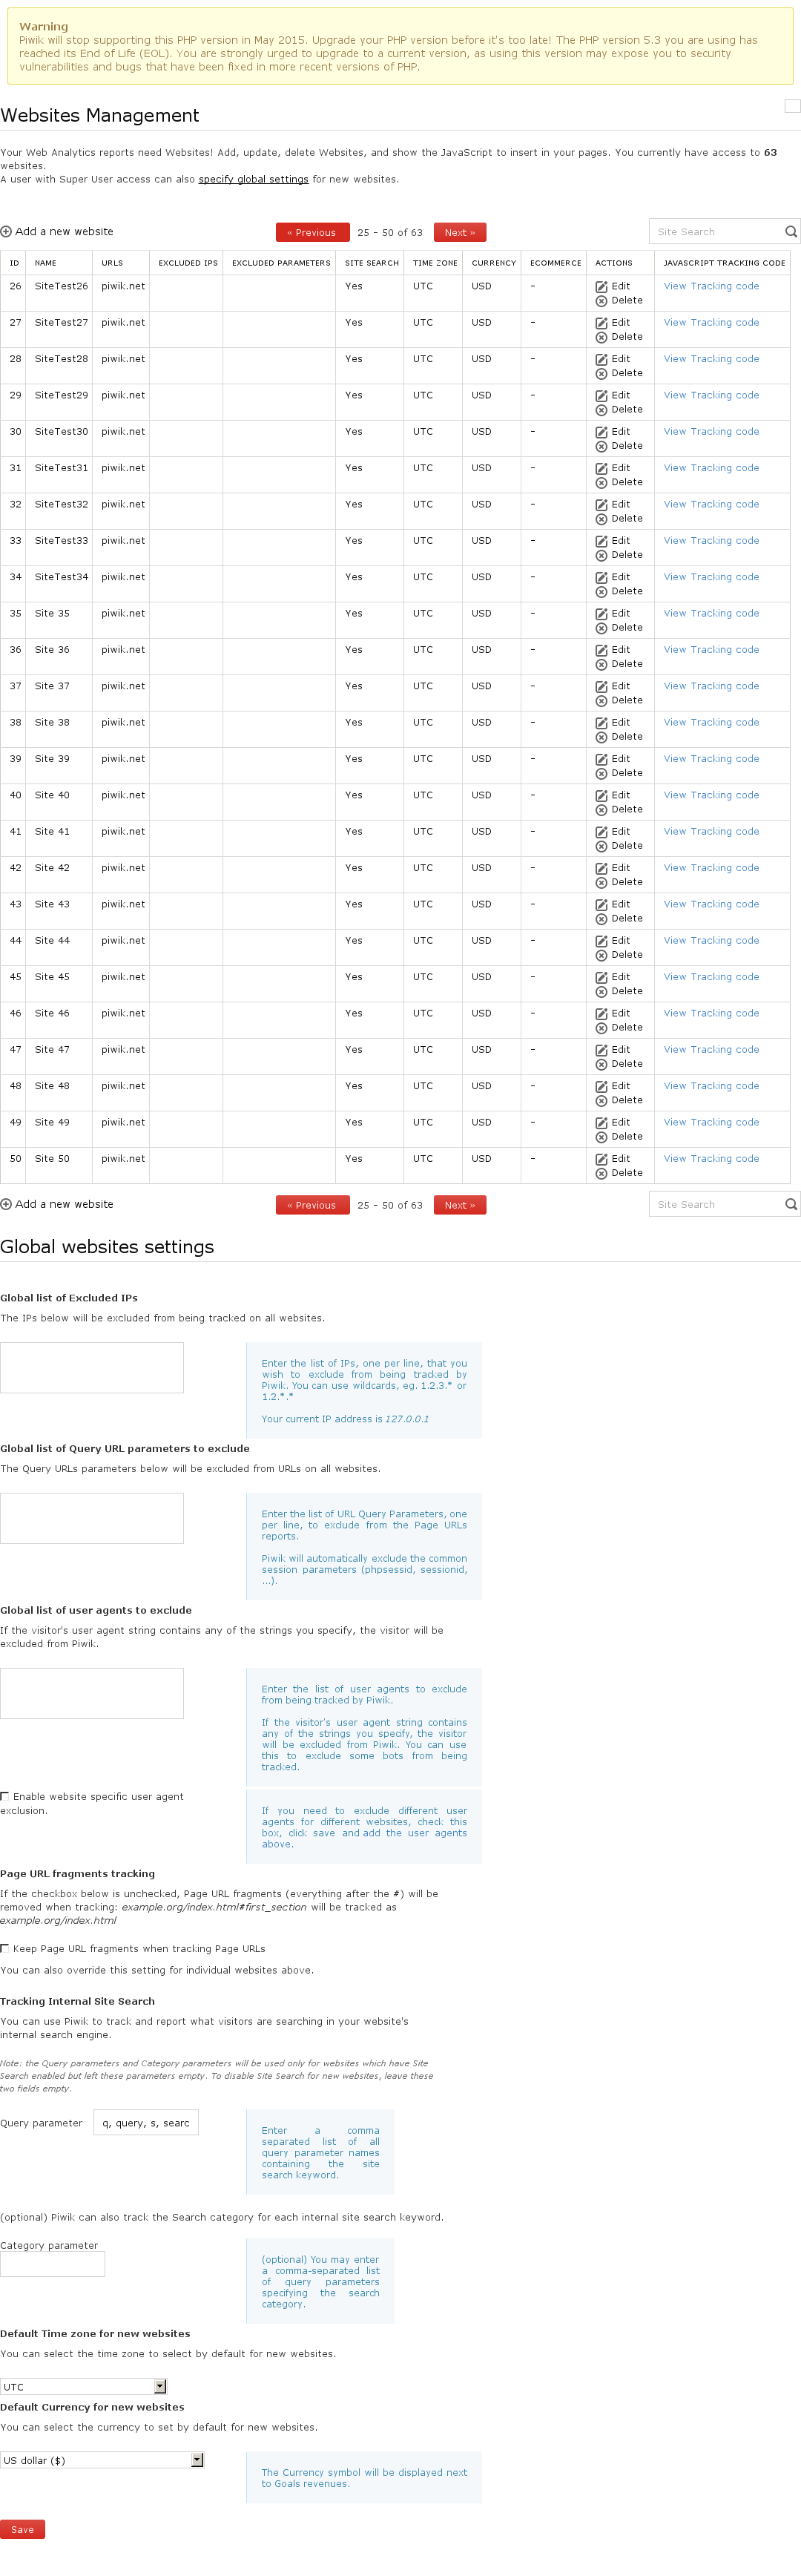 Warning
Piwik will stop supporting this PHP version in May 2015. Upgrade your PHP version before it's too late! The PHP version 5.3 you are using has
reached its End of Life (EOL). You are strongly urged to upgrade to a current version, as using this version may expose you to security
vulnerabilities and bugs that have been fixed in more recent versions of PHP.
Websites Management
Your Web Analytics reports need Websites! Add, update, delete Websites, and show the JavaScript to insert in your pages. You currently have access to 63
websites.
A user with Super User access can also specify global settings for new websites.
Add a new website « Previous 25 - 50 of 63 Next » Site Search
ID NAME URLS EXCLUDED IPS EXCLUDED PARAMETERS SITE SEARCH TIME ZONE CURRENCY ECOMMERCE ACTIONS JAVASCRIPT TRACKING CODE
26 SiteTest26 piwik.net Yes UTC USD - Edit View Tracking code
Delete
27 SiteTest27 piwik.net Yes UTC USD - Edit View Tracking code
Delete
28 SiteTest28 piwik.net Yes UTC USD - Edit View Tracking code
Delete
29 SiteTest29 piwik.net Yes UTC USD - Edit View Tracking code
Delete
30 SiteTest30 piwik.net Yes UTC USD - Edit View Tracking code
Delete
31 SiteTest31 piwik.net Yes UTC USD - Edit View Tracking code
Delete
32 SiteTest32 piwik.net Yes UTC USD - Edit View Tracking code
Delete
33 SiteTest33 piwik.net Yes UTC USD - Edit View Tracking code
Delete
34 SiteTest34 piwik.net Yes UTC USD - Edit View Tracking code
Delete
35 Site 35 piwik.net Yes UTC USD - Edit View Tracking code
Delete
36 Site 36 piwik.net Yes UTC USD - Edit View Tracking code
Delete
37 Site 37 piwik.net Yes UTC USD - Edit View Tracking code
Delete
38 Site 38 piwik.net Yes UTC USD - Edit View Tracking code
Delete
39 Site 39 piwik.net Yes UTC USD - Edit View Tracking code
Delete
40 Site 40 piwik.net Yes UTC USD - Edit View Tracking code
Delete
41 Site 41 piwik.net Yes UTC USD - Edit View Tracking code
Delete
42 Site 42 piwik.net Yes UTC USD - Edit View Tracking code
Delete
43 Site 43 piwik.net Yes UTC USD - Edit View Tracking code
Delete
44 Site 44 piwik.net Yes UTC USD - Edit View Tracking code
Delete
45 Site 45 piwik.net Yes UTC USD - Edit View Tracking code
Delete
46 Site 46 piwik.net Yes UTC USD - Edit View Tracking code
Delete
47 Site 47 piwik.net Yes UTC USD - Edit View Tracking code
Delete
48 Site 48 piwik.net Yes UTC USD - Edit View Tracking code
Delete
49 Site 49 piwik.net Yes UTC USD - Edit View Tracking code
Delete
50 Site 50 piwik.net Yes UTC USD - Edit View Tracking code
Delete
Add a new website « Previous 25 - 50 of 63 Next » Site Search
Global websites settings
Global list of Excluded IPs
The IPs below will be excluded from being tracked on all websites.
Enter the list of IPs, one per line, that you
wish to exclude from being tracked by
Piwik. You can use wildcards, eg. 1.2.3.* or
1.2.*.*
Your current IP address is 127.0.0.1
Global list of Query URL parameters to exclude
The Query URLs parameters below will be excluded from URLs on all websites.
Enter the list of URL Query Parameters, one
per line, to exclude from the Page URLs
reports.
Piwik will automatically exclude the common
session parameters (phpsessid, sessionid,
...).
Global list of user agents to exclude
If the visitor's user agent string contains any of the strings you specify, the visitor will be
excluded from Piwik.
Enter the list of user agents to exclude
from being tracked by Piwik.
If the visitor's user agent string contains
any of the strings you specify, the visitor
will be excluded from Piwik. You can use
this to exclude some bots from being
tracked.
Enable website specific user agent
exclusion.
If you need to exclude different user
agents for different websites, check this
box, click save and add the user agents
above.
Page URL fragments tracking
If the checkbox below is unchecked, Page URL fragments (everything after the #) will be
removed when tracking: example.org/index.html#first_section will be tracked as
example.org/index.html
Keep Page URL fragments when tracking Page URLs
You can also override this setting for individual websites above.
Tracking Internal Site Search
You can use Piwik to track and report what visitors are searching in your website's
internal search engine.
Note: the Query parameters and Category parameters will be used only for websites which have Site
Search enabled but left these parameters empty. To disable Site Search for new websites, leave these
two fields empty.
Query parameter q, query, s, searc
Enter a comma
separated list of all
query parameter names
containing the site
search keyword.
(optional) Piwik can also track the Search category for each internal site search keyword.
Category parameter
(optional) You may enter
a comma-separated list
of query parameters
specifying the search
category.
Default Time zone for new websites
You can select the time zone to select by default for new websites.
UTC
Default Currency for new websites
You can select the currency to set by default for new websites.
US dollar ($)
The Currency symbol will be displayed next
to Goals revenues.
Save